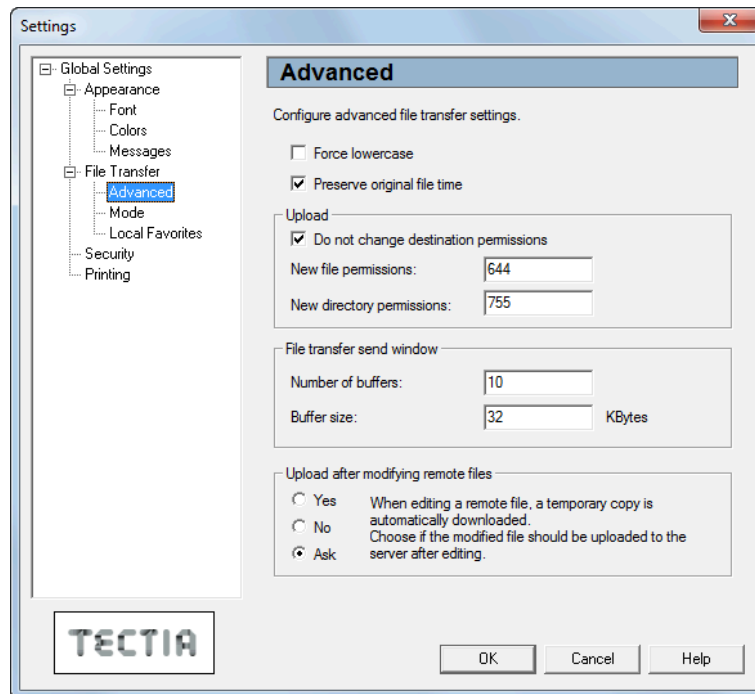 Settings
Global Settings
Appearance
Font
Colors
Messages
File Transfer
Advanced
Mode
Local Favorites
Security
Printing
TECTIA
Advanced
Configure advanced file transfer settings.
Force lowercase
Preserve original file time
Upload
Do not change destination permissions
New file permissions: 644
New directory permissions: 755
File transfer send window
Number of buffers: 10
Buffer size: 32 KBytes
Upload after modifying remote files
Yes
No
Ask
When editing a remote file, a temporary copy is
automatically downloaded.
Choose if the modified file should be uploaded to the
server after editing.
OK Cancel Help